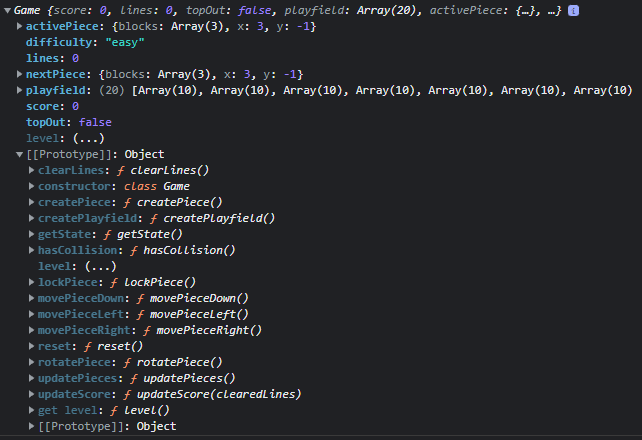 Game {score: 0, lines: 0, topOut: false, playfield: Array(20), activePiece: {…}, …} i
activePiece: {blocks: Array(3), x: 3, y: -1}
difficulty: "easy"
lines: 0
nextPiece: {blocks: Array(3), x: 3, y: -1}
playfield: (20) [Array(10), Array(10), Array(10), Array(10), Array(10), Array(10), Array(10)
score: 0
topOut: false
level: (...)
[[Prototype]]: Object
clearLines: ƒ clearLines()
constructor: class Game
createPiece: ƒ createPiece()
createPlayfield: ƒ createPlayfield()
getState: ƒ getState()
hasCollision: ƒ hasCollision()
level: (...)
lockPiece: ƒ lockPiece()
movePieceDown: ƒ movePieceDown()
movePieceLeft: ƒ movePieceLeft()
movePieceRight: ƒ movePieceRight()
reset: ƒ reset()
rotatePiece: ƒ rotatePiece()
updatePieces: ƒ updatePieces()
updateScore: ƒ updateScore(clearedLines)
get level: ƒ level()
[[Prototype]]: Object